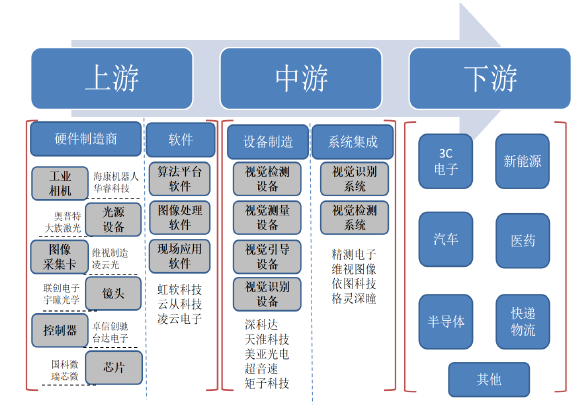 上游
中游
下游
硬件制造商
软件
设备制造
系统集成
工业
相机
海康机器人
华睿科技
奥普特
大族激光
光源
设备
图像
采集卡
维视制造
凌云光
联创电子
宇瞳光学
镜头
控制器
卓信创驰
台达电子
国科微
瑞芯微
芯片
算法平台
软件
图像处理
软件
现场应用
软件
虹软科技
云从科技
凌云电子
视觉检测
设备
视觉测量
设备
视觉引导
设备
视觉识别
设备
深科达
天淮科技
美亚光电
超音速
矩子科技
视觉识别
系统
视觉检测
系统
精测电子
维视图像
依图科技
格灵深瞳
3C
电子
新能源
汽车
医药
半导体
快递
物流
其他